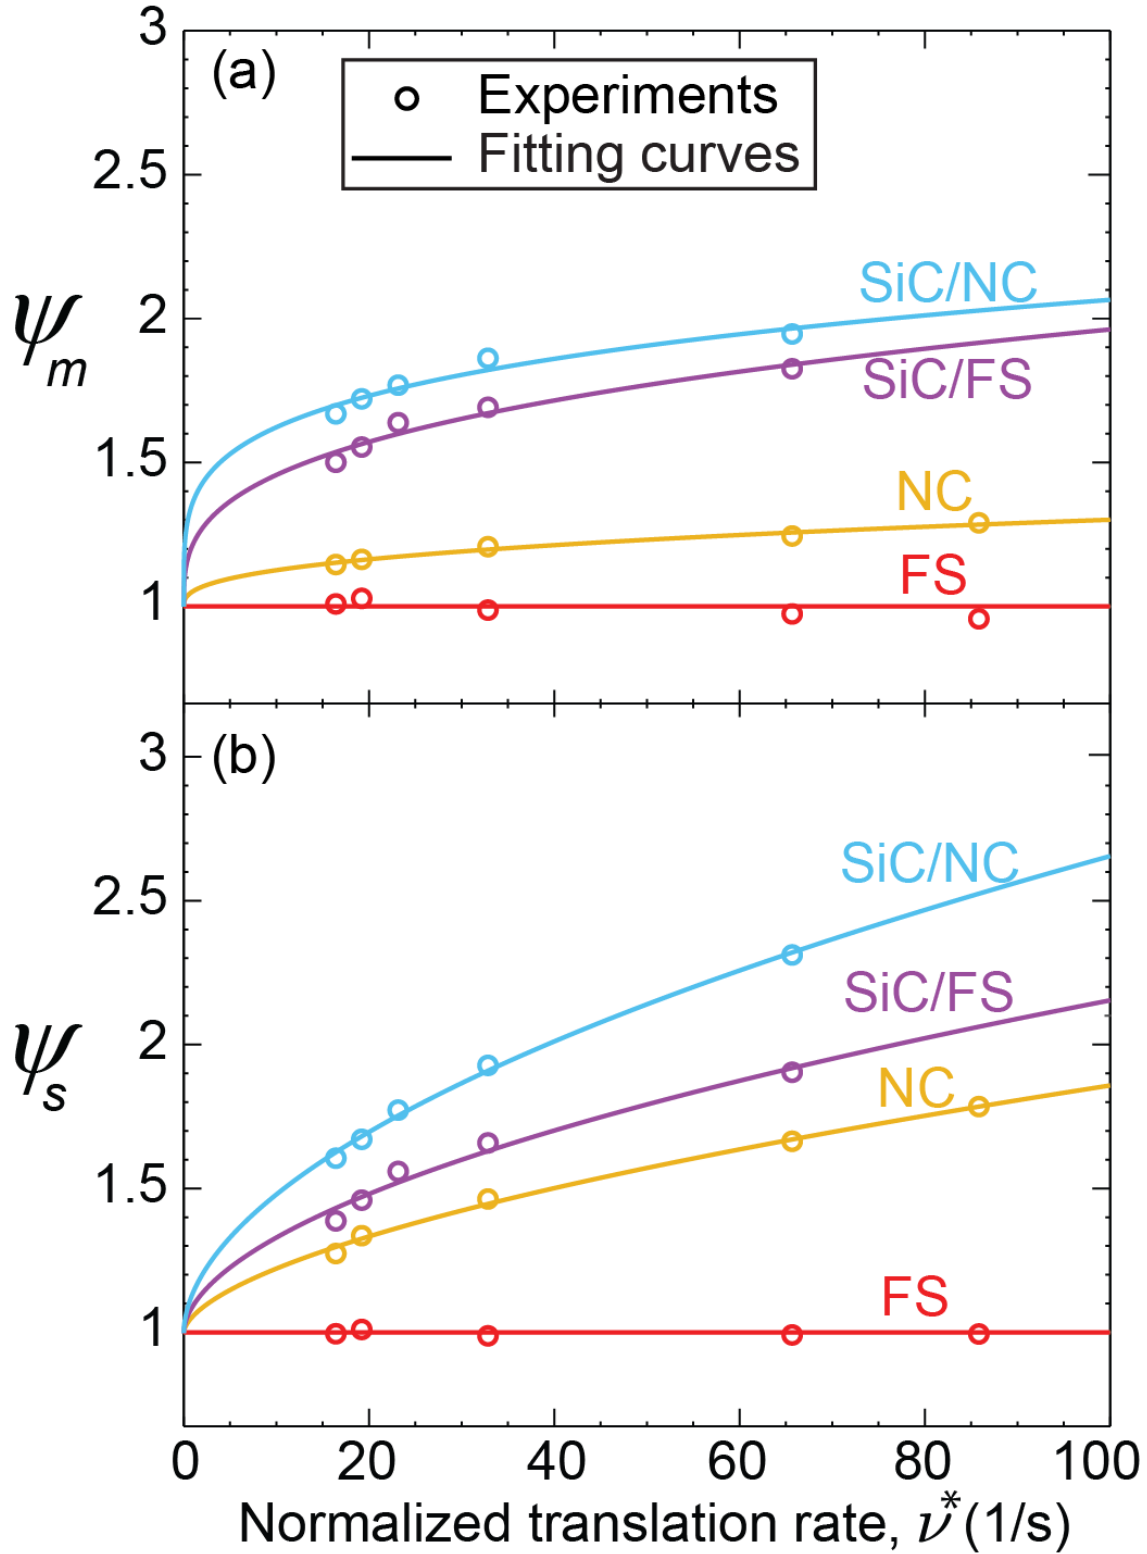 3
(a)
Experiments
Fitting curves
2.5
SiC/NC
2
ψm
SiC/FS
1.5
NC
FS
1
(b)
3
SiC/NC
2.5
SiC/FS
2
ψs
NC
1.5
FS
1
0 20 40 60 80 100
Normalized translation rate, ν*(1/s)